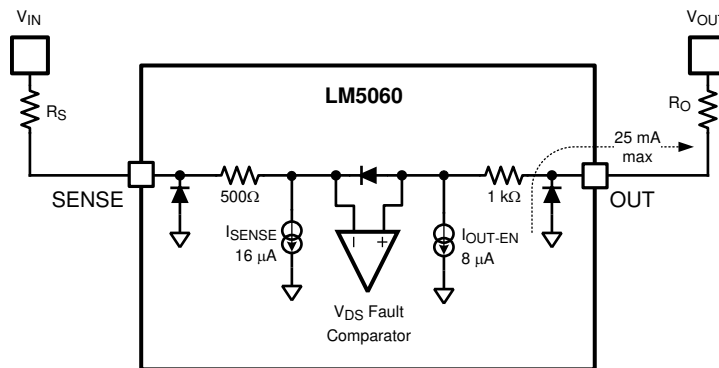 VIN
VOUT
LM5060
RS
RO
25 mA
max
SENSE
500Ω
1 kΩ
OUT
ISENSE
16 µA
− +
IOUT-EN
8 µA
VDS Fault
Comparator